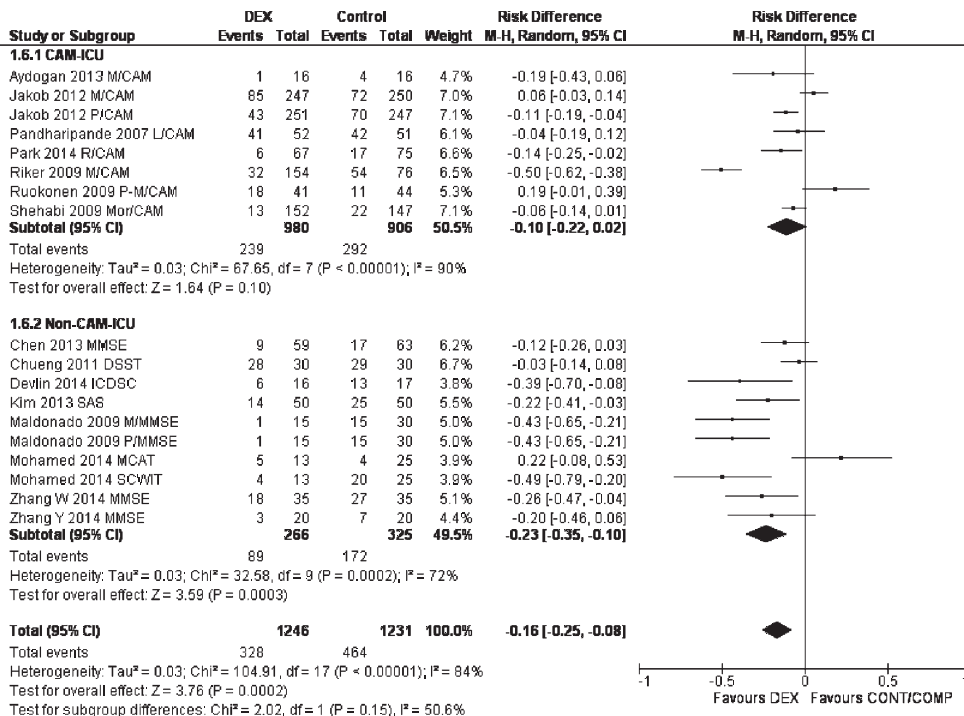 DEX Control Risk Difference Risk Difference
Study or Subgroup Events Total Events Total Weight M-H, Random, 95% CI M-H, Random, 95% CI
1.6.1 CAM-ICU
Aydogan 2013 M/CAM 1 16 4 16 4.7% -0.19 [-0.43, 0.06]
Jakob 2012 M/CAM 85 247 72 250 7.0% 0.06 [-0.03, 0.14]
Jakob 2012 P/CAM 43 251 70 247 7.1% -0.11 [-0.19, -0.04]
Pandharipande 2007 L/CAM 41 52 42 51 6.1% -0.04 [-0.19, 0.12]
Park 2014 R/CAM 6 67 17 75 6.6% -0.14 [-0.25, -0.02]
Riker 2009 M/CAM 32 154 54 76 6.6% -0.50 [-0.62, -0.38]
Ruokonen 2009 P-M/CAM 18 41 11 44 5.3% 0.19 [-0.01, 0.39]
Shehabi 2009 Mor/CAM 13 152 22 147 7.1% -0.06 [-0.14, 0.01]
Subtotal (95% CI) 980 906 50.5% -0.10 [-0.22, 0.02]
Total events 239 292
Heterogeneity: Tau² = 0.03; Chi² = 67.65, df = 7 (P < 0.00001); I² = 90%
Test for overall effect: Z = 1.64 (P = 0.10)
1.6.2 Non-CAM-ICU
Chen 2013 MMSE 9 59 17 63 6.2% -0.12 [-0.26, 0.03]
Chueng 2011 DSST 28 30 29 30 6.7% -0.03 [-0.14, 0.08]
Devlin 2014 ICDSC 6 16 13 17 3.8% -0.39 [-0.70, -0.08]
Kim 2013 SAS 14 50 25 50 5.5% -0.22 [-0.41, -0.03]
Maldonado 2009 M/MMSE 1 15 15 30 5.0% -0.43 [-0.65, -0.21]
Maldonado 2009 P/MMSE 1 15 15 30 5.0% -0.43 [-0.65, -0.21]
Mohamed 2014 MCAT 5 13 4 25 3.9% 0.22 [-0.08, 0.53]
Mohamed 2014 SCWIT 4 13 20 25 3.9% -0.49 [-0.79, -0.20]
Zhang W 2014 MMSE 18 35 27 35 5.1% -0.26 [-0.47, -0.04]
Zhang Y 2014 MMSE 3 20 7 20 4.4% -0.20 [-0.46, 0.06]
Subtotal (95% CI) 266 325 49.5% -0.23 [-0.35, -0.10]
Total events 89 172
Heterogeneity: Tau² = 0.03; Chi² = 32.58, df = 9 (P = 0.0002); I² = 72%
Test for overall effect: Z = 3.59 (P = 0.0003)
Total (95% CI) 1246 1231 100.0% -0.16 [-0.25, -0.08]
Total events 328 464
Heterogeneity: Tau² = 0.03; Chi² = 104.91, df = 17 (P < 0.00001); I² = 84%
Test for overall effect: Z = 3.76 (P = 0.0002)
Test for subgroup differences: Chi² = 2.02, df = 1 (P = 0.15), I² = 50.6%
-1 -0.5 0 0.5 1
Favours DEX Favours CONT/COMP